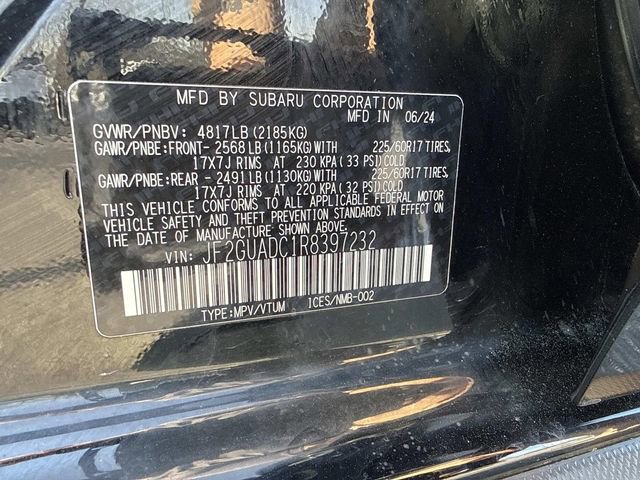 MFD BY SUBARU CORPORATION
MFD IN 06/24
GVWR/PNBV: 4817LB (2185KG)
GAWR/PNBE:FRONT- 2568 LB (1165KG) WITH 225/60R17 TIRES,
17X7J RIMS AT 230 KPA ( 33 PSI) COLD
GAWR/PNBE:REAR - 2491 LB (1130KG) WITH 225/60R17 TIRES,
17X7J RIMS AT 220 KPA ( 32 PSI) COLD
THIS VEHICLE CONFORMS TO ALL APPLICABLE FEDERAL MOTOR
VEHICLE SAFETY AND THEFT PREVENTION STANDARDS IN EFFECT ON
THE DATE OF MANUFACTURE SHOWN ABOVE.
VIN: JF2GUADC1R8397232
TYPE:MPV/VTUM ICES/NMB-002